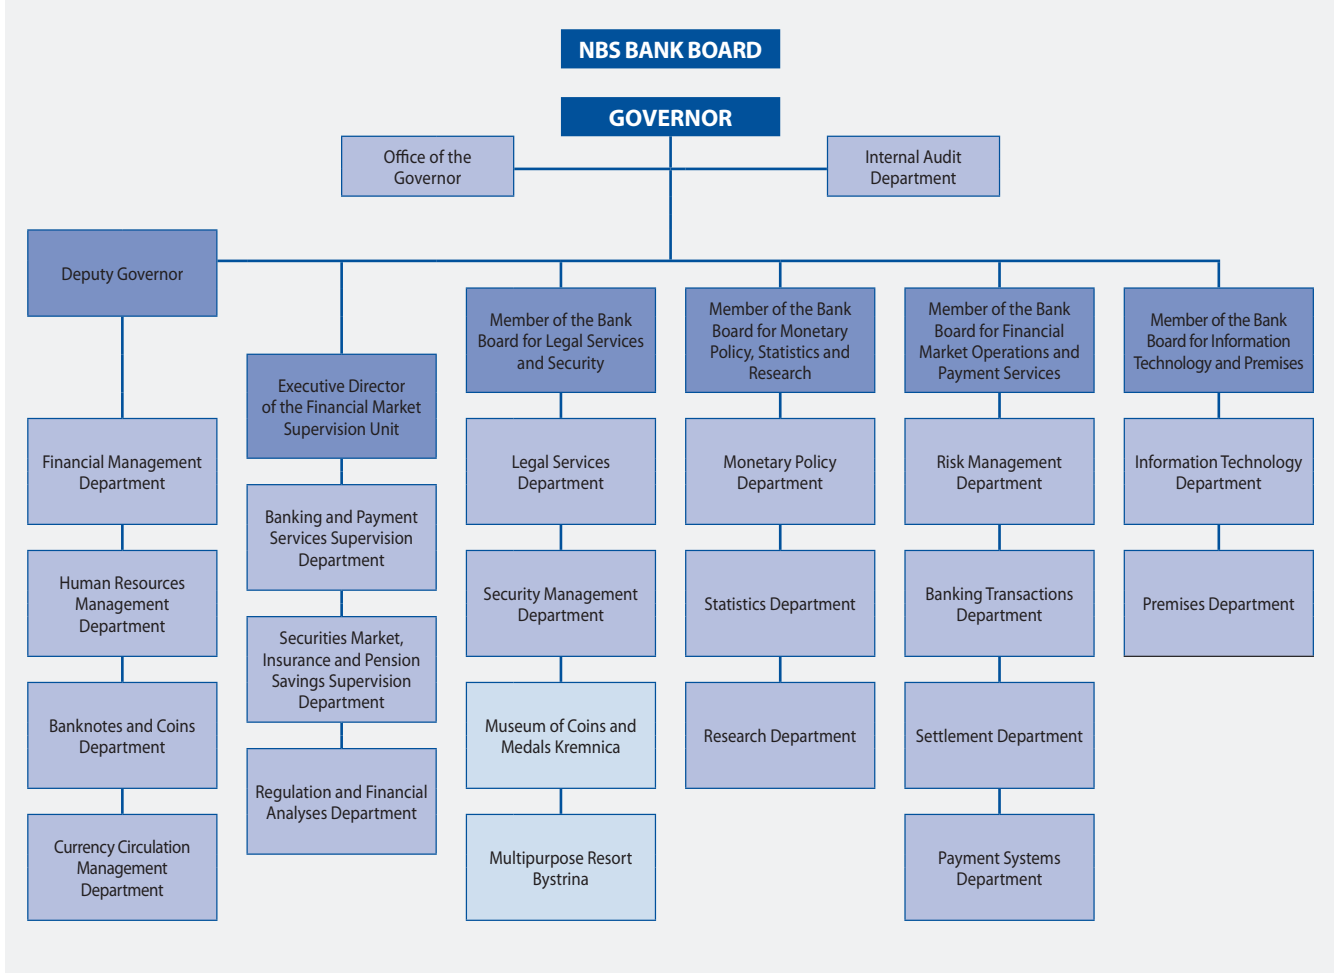 NBS BANK BOARD
GOVERNOR
Office of the
Governor
Internal Audit
Department
Deputy Governor
Financial Management
Department
Human Resources
Management
Department
Banknotes and Coins
Department
Currency Circulation
Management
Department
Executive Director
of the Financial Market
Supervision Unit
Banking and Payment
Services Supervision
Department
Securities Market,
Insurance and Pension
Savings Supervision
Department
Regulation and Financial
Analyses Department
Member of the Bank
Board for Legal Services
and Security
Legal Services
Department
Security Management
Department
Museum of Coins and
Medals Kremnica
Multipurpose Resort
Bystrina
Member of the Bank
Board for Monetary
Policy, Statistics and
Research
Monetary Policy
Department
Statistics Department
Research Department
Member of the Bank
Board for Financial
Market Operations and
Payment Services
Risk Management
Department
Banking Transactions
Department
Settlement Department
Payment Systems
Department
Member of the Bank
Board for Information
Technology and Premises
Information Technology
Department
Premises Department